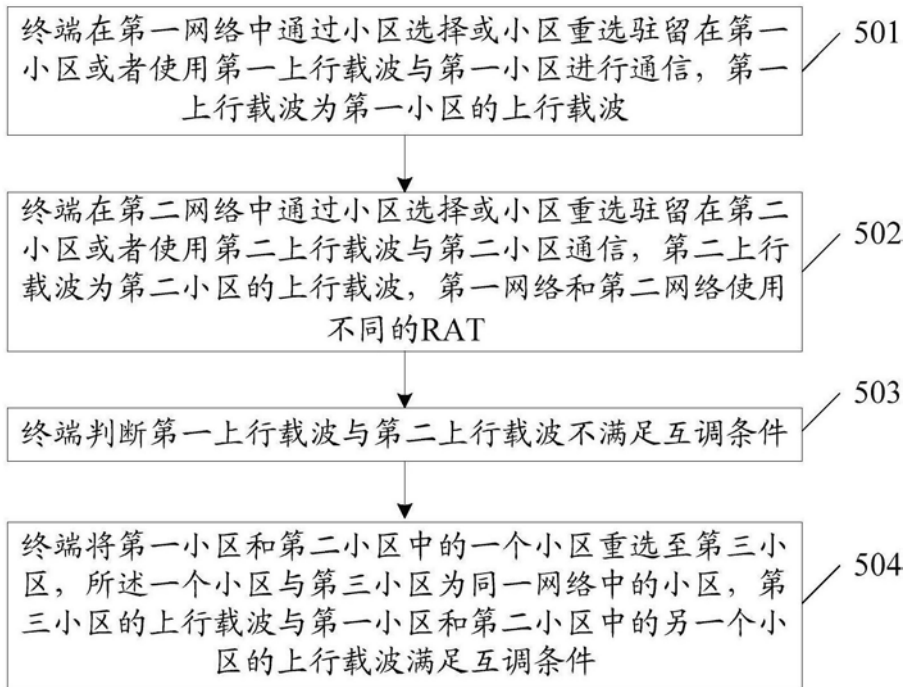 终端在第一网络中通过小区选择或小区重选驻留在第一
小区或者使用第一上行载波与第一小区进行通信，第一
上行载波为第一小区的上行载波
501
终端在第二网络中通过小区选择或小区重选驻留在第二
小区或者使用第二上行载波与第二小区通信，第二上行
载波为第二小区的上行载波，第一网络和第二网络使用
不同的RAT
502
终端判断第一上行载波与第二上行载波不满足互调条件
503
终端将第一小区和第二小区中的一个小区重选至第三小
区，所述一个小区与第三小区为同一网络中的小区，第
三小区的上行载波与第一小区和第二小区中的另一个小
区的上行载波满足互调条件
504